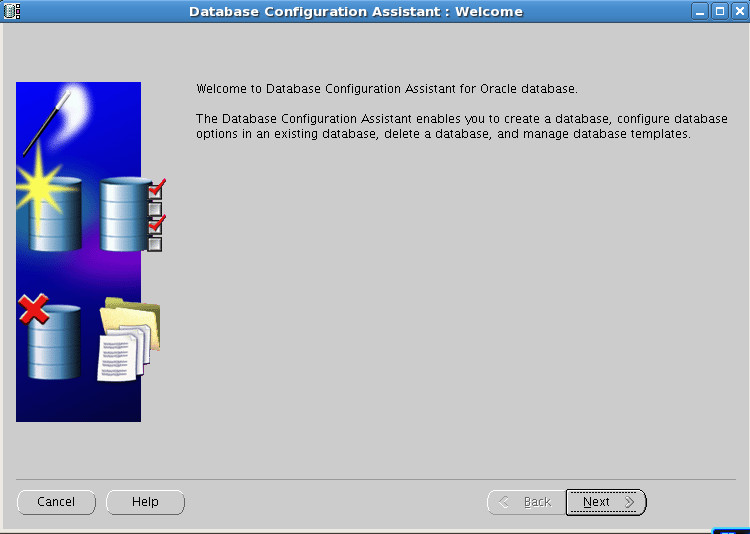 Database Configuration Assistant : Welcome
Welcome to Database Configuration Assistant for Oracle database.
The Database Configuration Assistant enables you to create a database, configure database
options in an existing database, delete a database, and manage database templates.
Cancel
Help
Back
Next